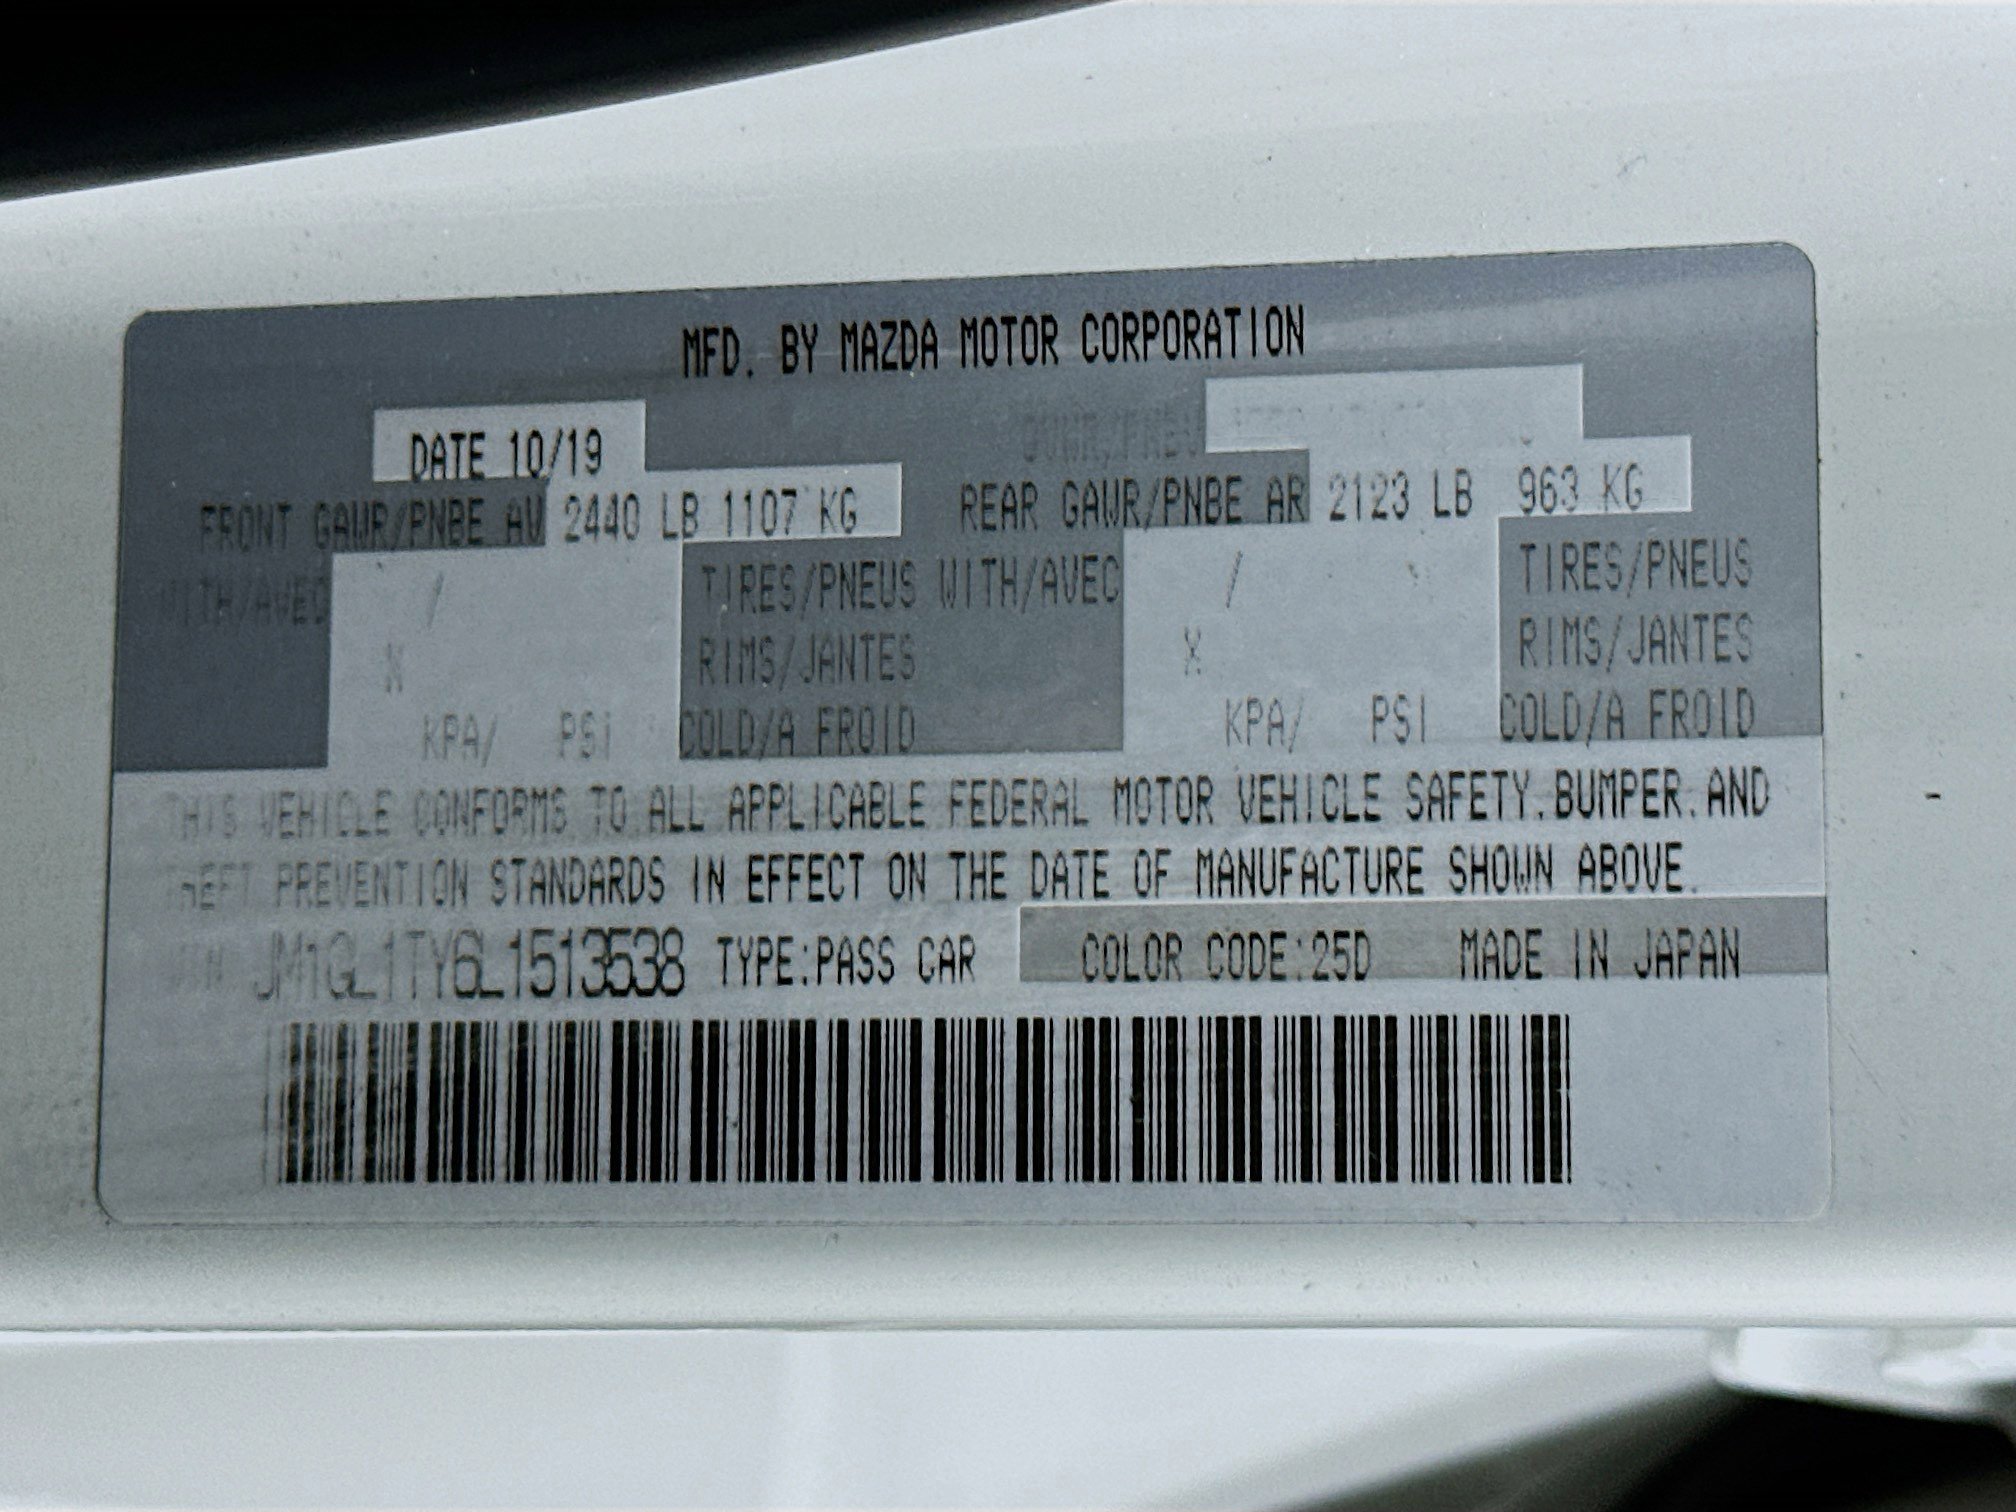 MFD. BY MAZDA MOTOR CORPORATION
DATE 10/19
FRONT GAWR/PNBE AV 2440 LB 1107 KG REAR GAWR/PNBE AR 2123 LB 963 KG
WITH/AVEC / TIRES/PNEUS WITH/AVEC / TIRES/PNEUS
X RIMS/JANTES X RIMS/JANTES
KPA/ PSI COLD/A FROID KPA/ PSI COLD/A FROID
THIS VEHICLE CONFORMS TO ALL APPLICABLE FEDERAL MOTOR VEHICLE SAFETY.BUMPER.AND
THEFT PREVENTION STANDARDS IN EFFECT ON THE DATE OF MANUFACTURE SHOWN ABOVE.
JM1GL1TY6L1513538 TYPE:PASS CAR COLOR CODE:25D MADE IN JAPAN